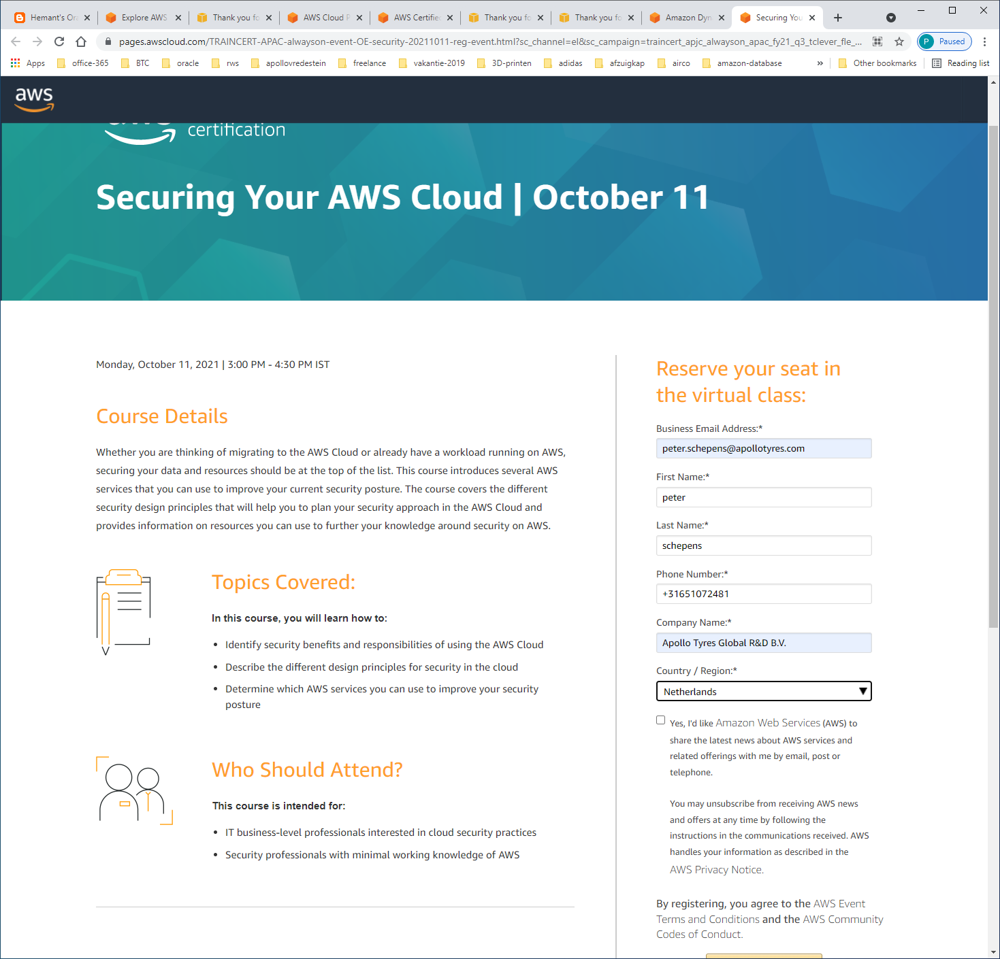 Hemant's Ora
Explore AWS
Thank you fo
AWS Cloud P
AWS Certified
Thank you fo
Thank you fo
Amazon Dyn
Securing You
pages.awscloud.com/TRAINCERT-APAC-alwayson-event-OE-security-20211011-reg-event.html?sc_channel=el&sc_campaign=traincert_apjc_alwayson_apac_fy21_q3_tclever_fle_...
P Paused
Apps office-365 BTC oracle rws apollovredestein freelance vakantie-2019 3D-printen adidas afzuigkap airco amazon-database » Other bookmarks Reading list
aws
certification
Securing Your AWS Cloud | October 11
Monday, October 11, 2021 | 3:00 PM - 4:30 PM IST
Course Details
Whether you are thinking of migrating to the AWS Cloud or already have a workload running on AWS,
securing your data and resources should be at the top of the list. This course introduces several AWS
services that you can use to improve your current security posture. The course covers the different
security design principles that will help you to plan your security approach in the AWS Cloud and
provides information on resources you can use to further your knowledge around security on AWS.
Topics Covered:
In this course, you will learn how to:
• Identify security benefits and responsibilities of using the AWS Cloud
• Describe the different design principles for security in the cloud
• Determine which AWS services you can use to improve your security
posture
Who Should Attend?
This course is intended for:
• IT business-level professionals interested in cloud security practices
• Security professionals with minimal working knowledge of AWS
Reserve your seat in
the virtual class:
Business Email Address:*
peter.schepens@apollotyres.com
First Name:*
peter
Last Name:*
schepens
Phone Number:*
+31651072481
Company Name:*
Apollo Tyres Global R&D B.V.
Country / Region:*
Netherlands
Yes, I'd like Amazon Web Services (AWS) to
share the latest news about AWS services and
related offerings with me by email, post or
telephone.
You may unsubscribe from receiving AWS news
and offers at any time by following the
instructions in the communications received. AWS
handles your information as described in the
AWS Privacy Notice.
By registering, you agree to the AWS Event
Terms and Conditions and the AWS Community
Codes of Conduct.